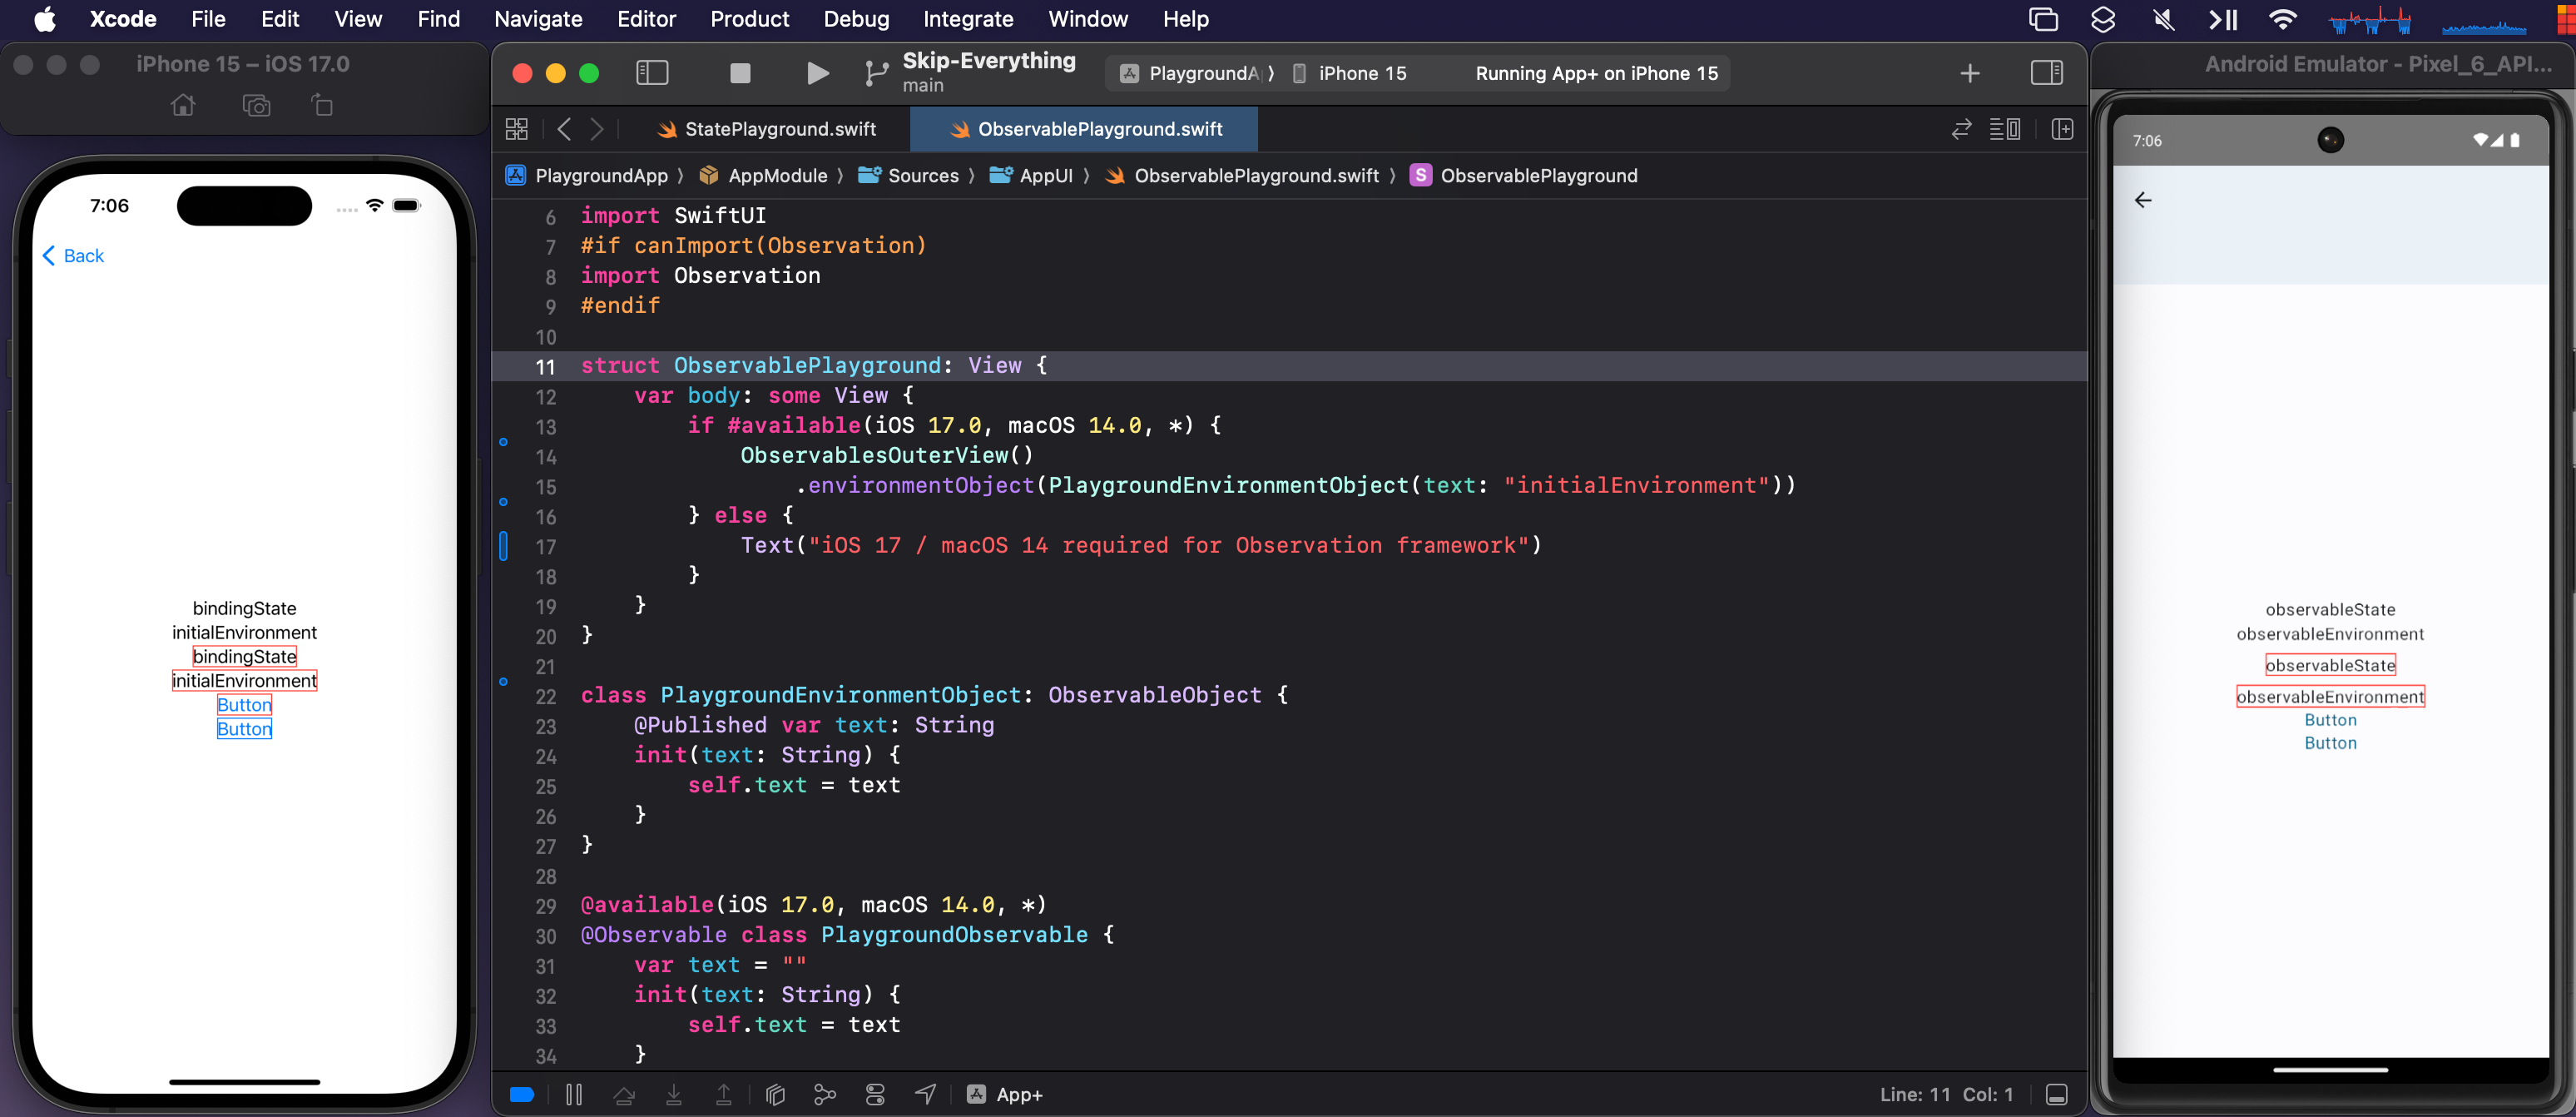 Xcode File Edit View Find Navigate Editor Product Debug Integrate Window Help
iPhone 15 – iOS 17.0
7:06
Back
bindingState
initialEnvironment
bindingState
initialEnvironment
Button
Button
Skip-Everything
main
PlaygroundA iPhone 15 Running App+ on iPhone 15
StatePlayground.swift ObservablePlayground.swift
PlaygroundApp AppModule Sources AppUI ObservablePlayground.swift S ObservablePlayground
6 import SwiftUI
7 #if canImport(Observation)
8 import Observation
9 #endif
10
11 struct ObservablePlayground: View {
12 var body: some View {
13 if #available(iOS 17.0, macOS 14.0, *) {
14 ObservablesOuterView()
15 .environmentObject(PlaygroundEnvironmentObject(text: "initialEnvironment"))
16 } else {
17 Text("iOS 17 / macOS 14 required for Observation framework")
18 }
19 }
20 }
21
22 class PlaygroundEnvironmentObject: ObservableObject {
23 @Published var text: String
24 init(text: String) {
25 self.text = text
26 }
27 }
28
29 @available(iOS 17.0, macOS 14.0, *)
30 @Observable class PlaygroundObservable {
31 var text = ""
32 init(text: String) {
33 self.text = text
34 }
App+ Line: 11 Col: 1
Android Emulator - Pixel_6_API...
7:06
observableState
observableEnvironment
observableState
observableEnvironment
Button
Button